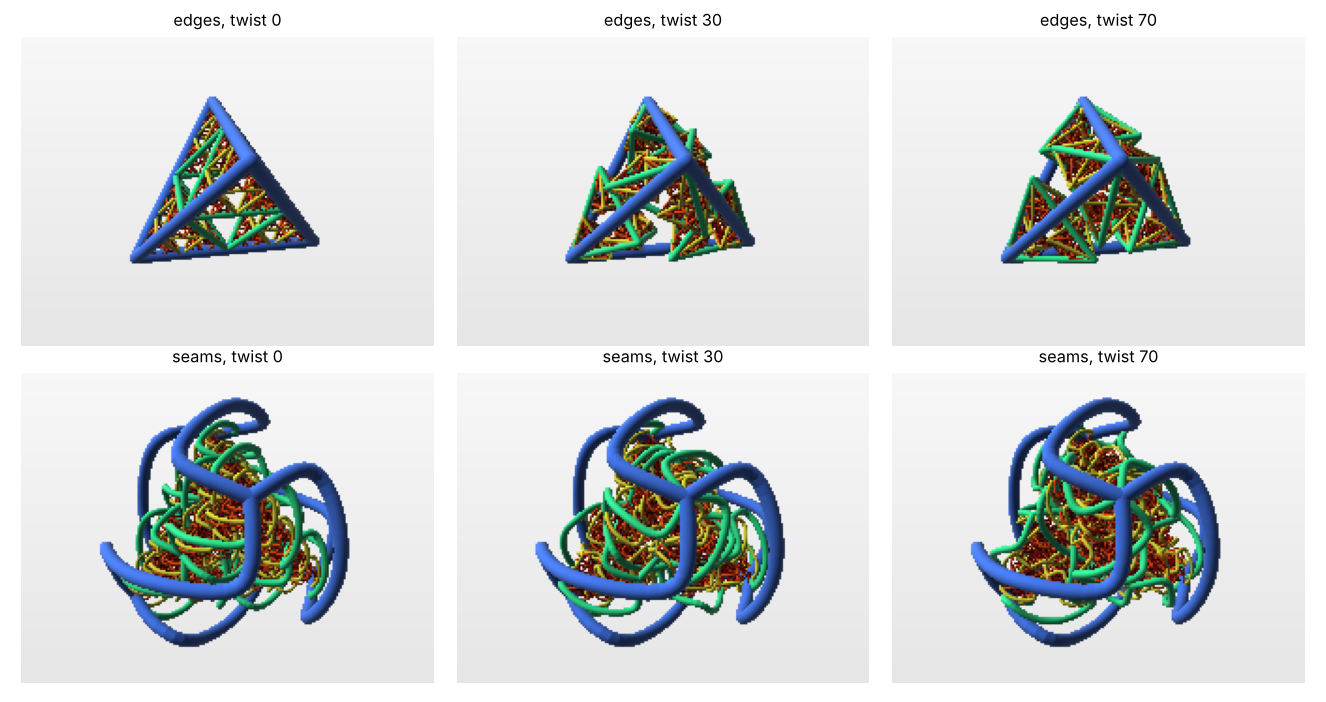 edges, twist 0
edges, twist 30
edges, twist 70
seams, twist 0
seams, twist 30
seams, twist 70